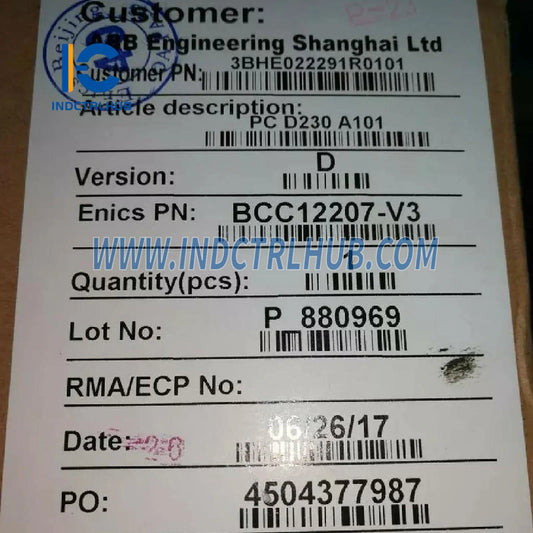 Customer:
ABB Engineering Shanghai Ltd
Customer PN: 3BHE022291R0101
INDCTRLHUB
Article description:
PC D230 A101
Version: D
Enics PN: BCC12207-V3
WWW.INDCTRLHUB.COM
Quantity(pcs): 1
Lot No: P 880969
RMA/ECP No:
Date: 06/26/17
PO: 4504377987